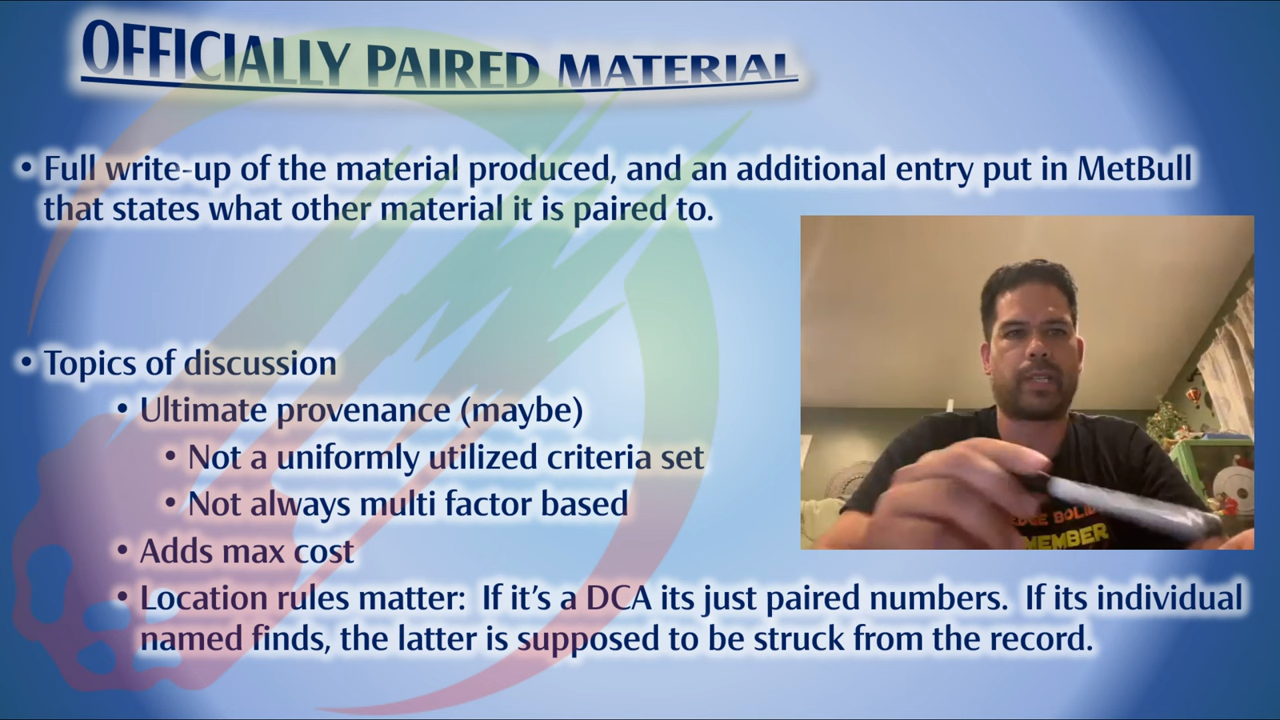 OFFICIALLY PAIRED MATERIAL
• Full write-up of the material produced, and an additional entry put in MetBull
that states what other material it is paired to.
• Topics of discussion
• Ultimate provenance (maybe)
• Not a uniformly utilized criteria set
• Not always multi factor based
• Adds max cost
• Location rules matter: If it’s a DCA its just paired numbers. If its individual
named finds, the latter is supposed to be struck from the record.
EDGE BOLID
MEMBER